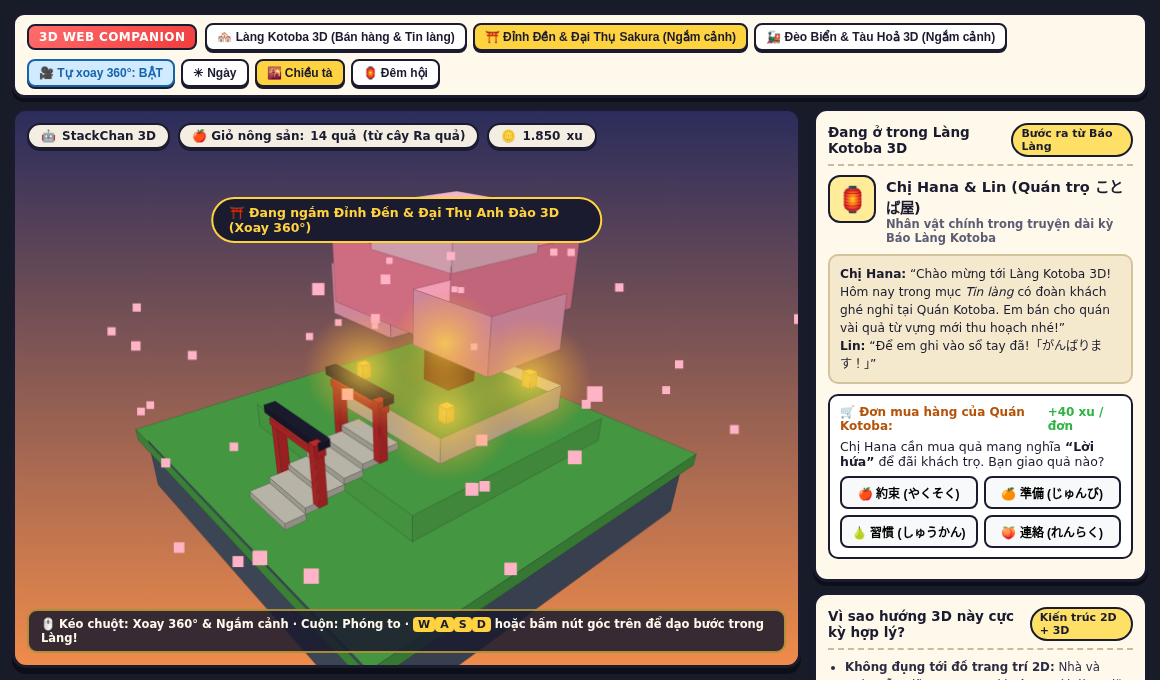 3D WEB COMPANION
🏘️ Làng Kotoba 3D (Bán hàng & Tin làng)
⛩️ Đỉnh Đền & Đại Thụ Sakura (Ngắm cảnh)
🚂 Đèo Biển & Tàu Hoả 3D (Ngắm cảnh)
🎥 Tự xoay 360°: BẬT
☀ Ngày
🌇 Chiều tà
🏮 Đêm hội
🤖 StackChan 3D
🍎 Giỏ nông sản: 14 quả (từ cây Ra quả)
🪙 1.850 xu
⛩️ Đang ngắm Đỉnh Đền & Đại Thụ Anh Đào 3D
(Xoay 360°)
🖱️ Kéo chuột: Xoay 360° & Ngắm cảnh · Cuộn: Phóng to · W A S D hoặc bấm nút góc trên để dạo bước trong
Làng!
Đang ở trong Làng
Kotoba 3D
Bước ra từ Báo
Làng
🏮
Chị Hana & Lin (Quán trọ こと
ば屋)
Nhân vật chính trong truyện dài kỳ
Báo Làng Kotoba
Chị Hana: “Chào mừng tới Làng Kotoba 3D!
Hôm nay trong mục Tin làng có đoàn khách
ghé nghỉ tại Quán Kotoba. Em bán cho quán
vài quả từ vựng mới thu hoạch nhé!”
Lin: “Để em ghi vào sổ tay đã!「がんばりま
す！」”
🛒 Đơn mua hàng của Quán
Kotoba:
+40 xu /
đơn
Chị Hana cần mua quả mang nghĩa “Lời
hứa” để đãi khách trọ. Bạn giao quả nào?
🍎 約束 (やくそく)
🍊 準備 (じゅんび)
🍐 習慣 (しゅうかん)
🍑 連絡 (れんらく)
Vì sao hướng 3D này cực
kỳ hợp lý?
Kiến trúc 2D
+ 3D
• Không đụng tới đồ trang trí 2D: Nhà và